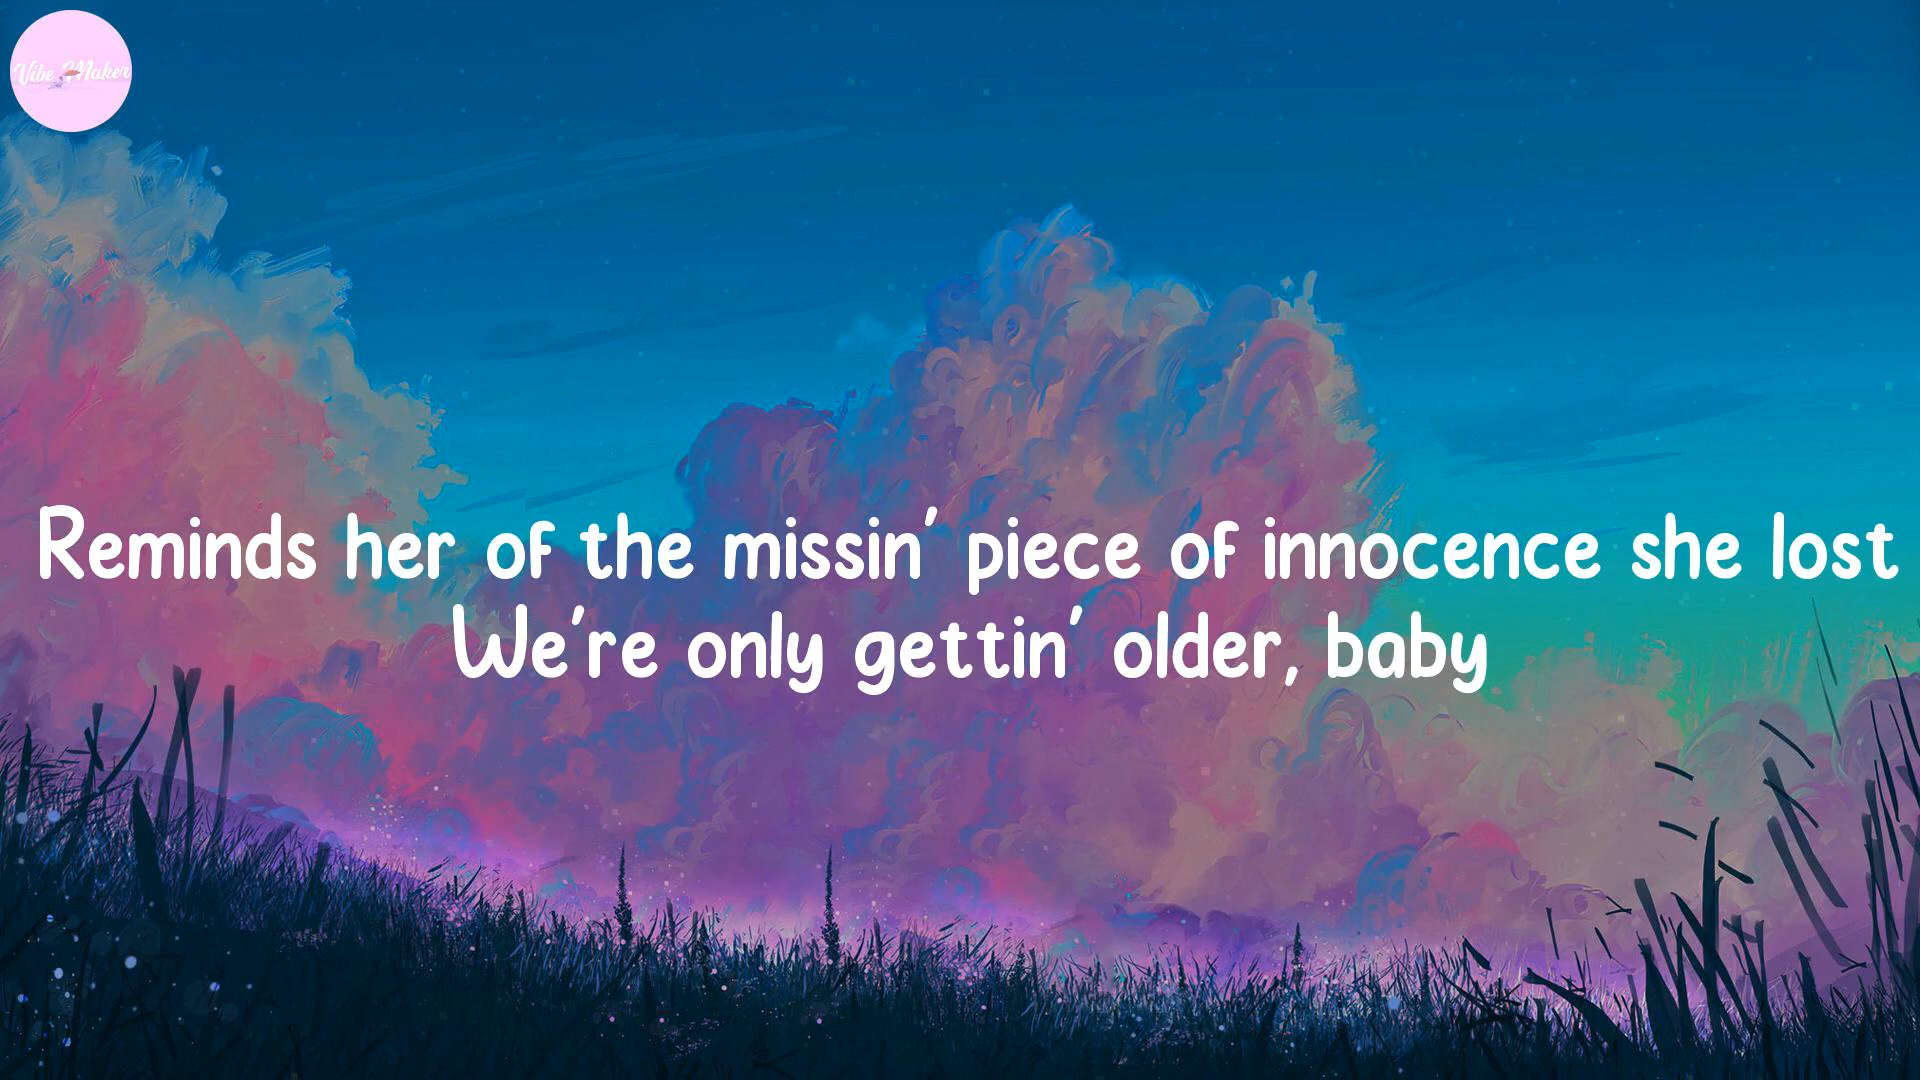 Vibe Maker
Reminds her of the missin' piece of innocence she lost
We're only gettin' older, baby